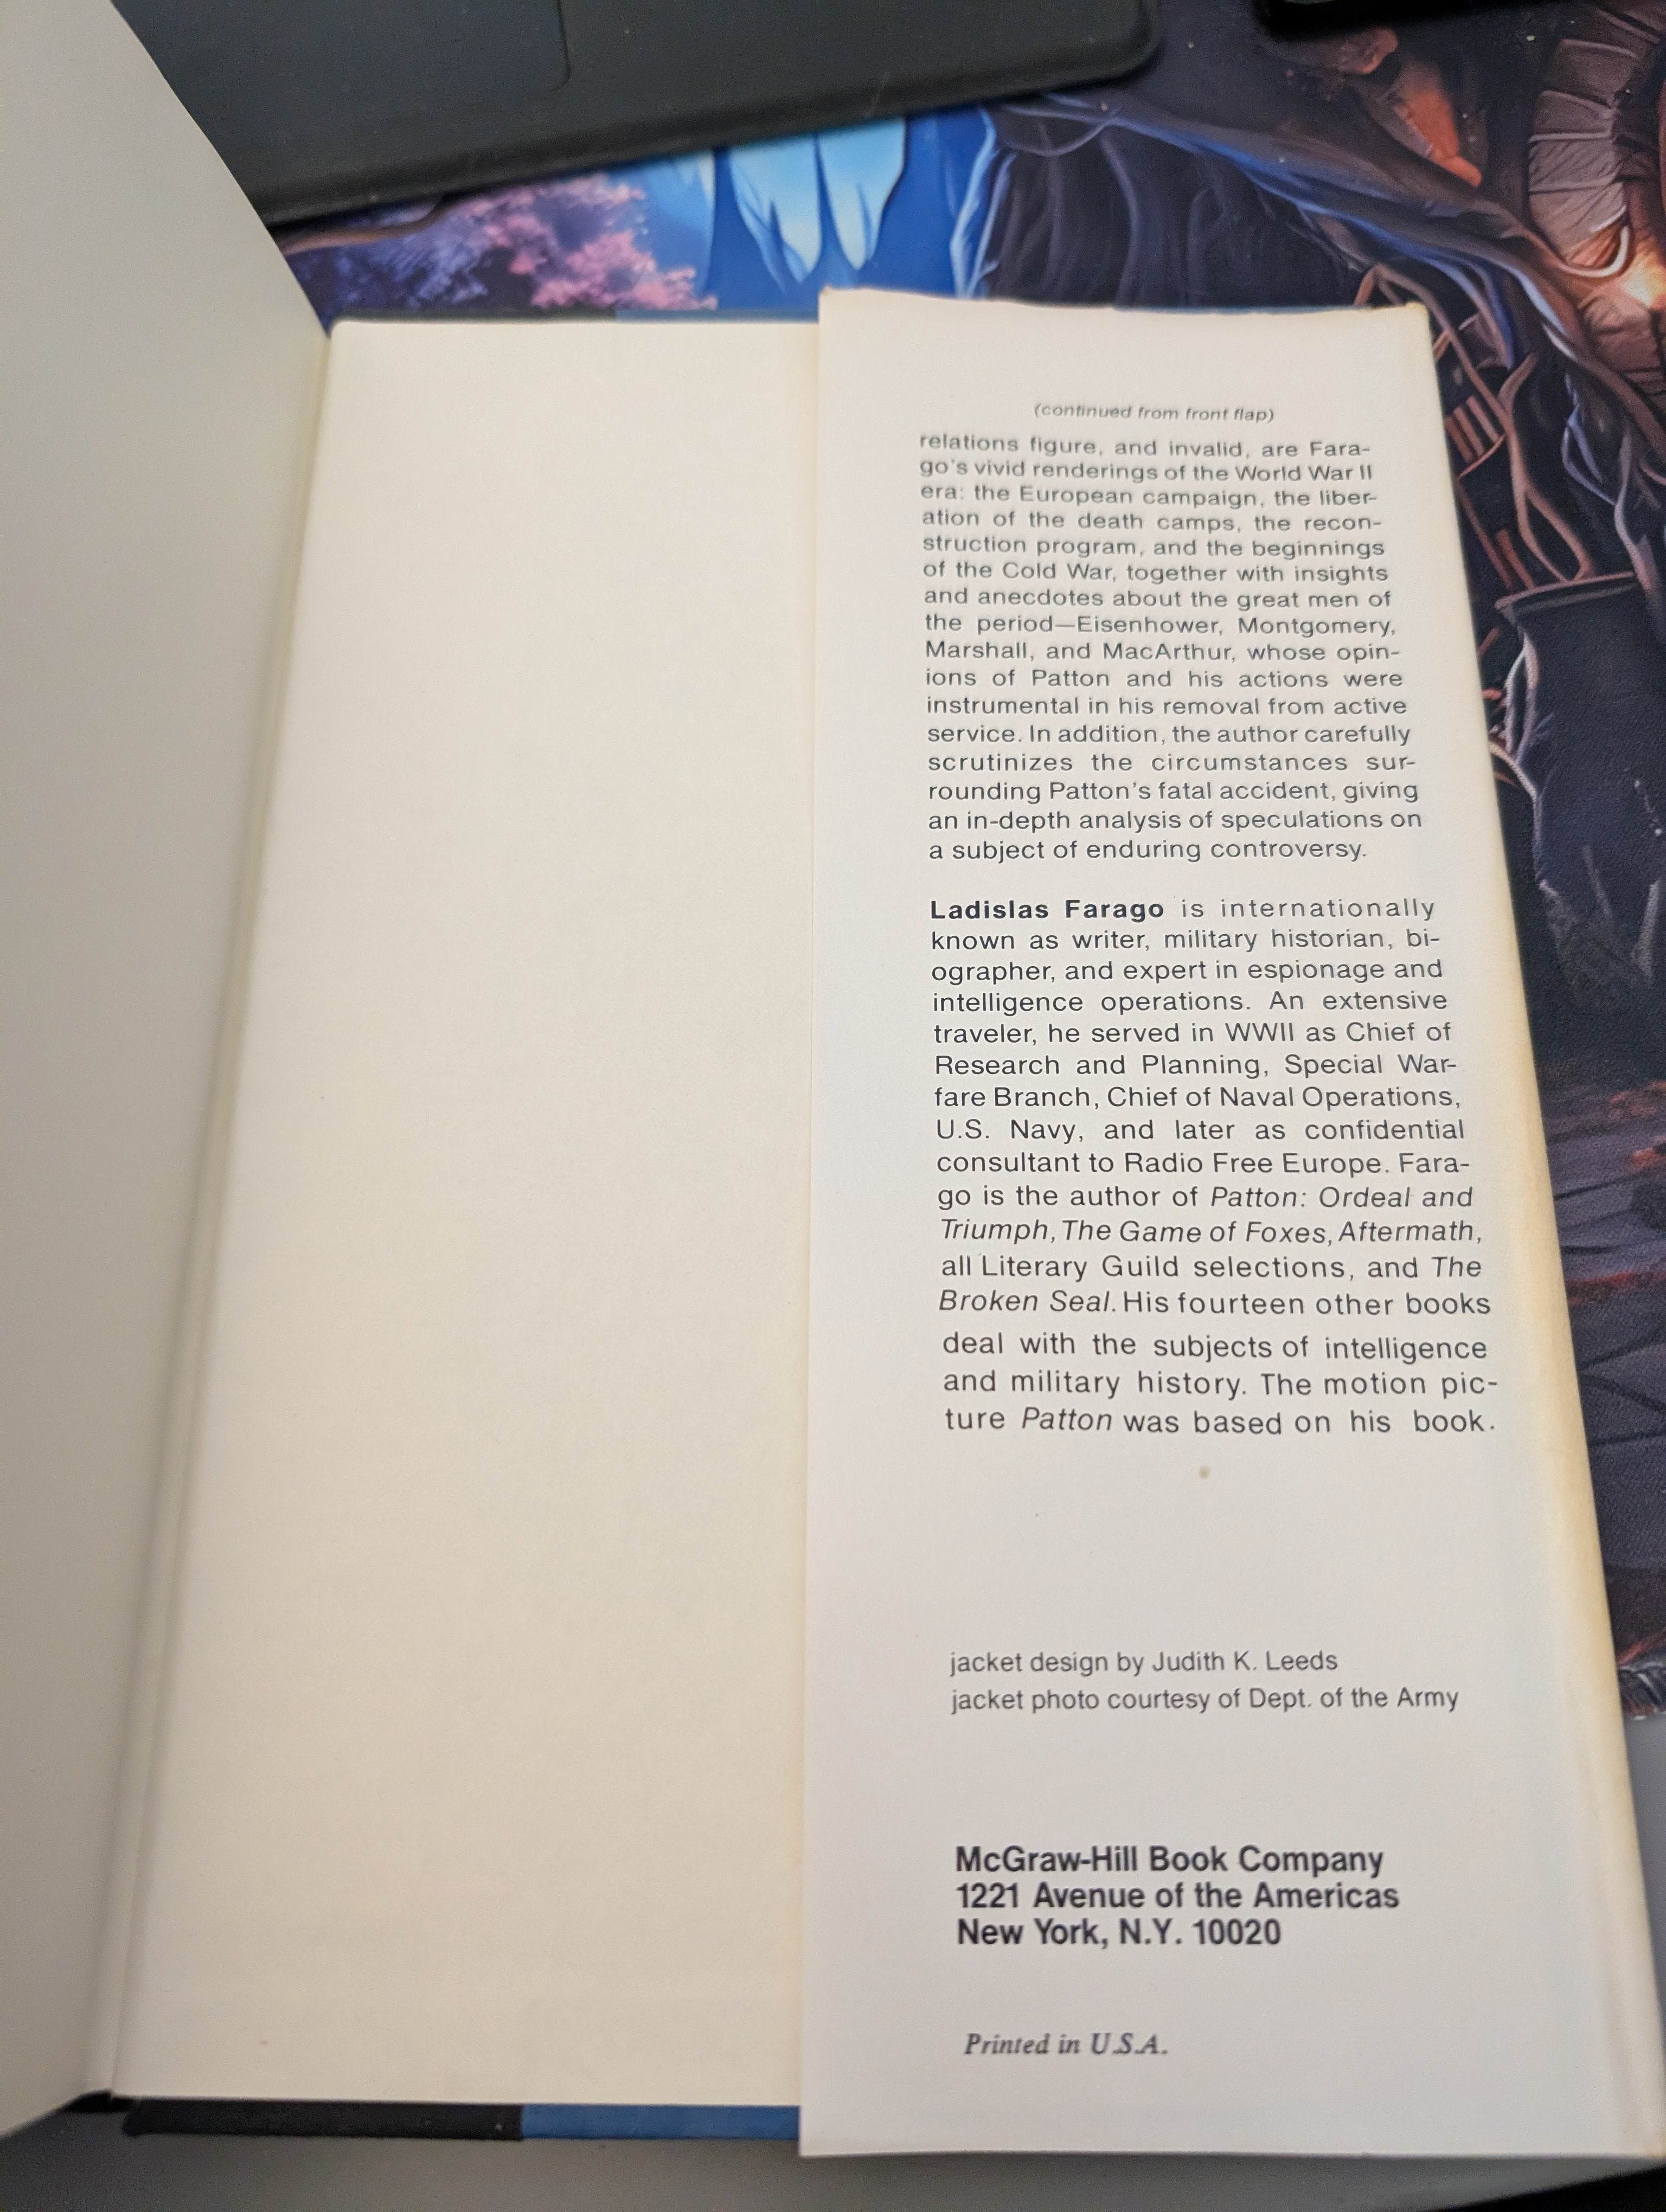 (continued from front flap)
relations figure, and invalid, are Fara-
go's vivid renderings of the World War II
era: the European campaign, the liber-
ation of the death camps, the recon-
struction program, and the beginnings
of the Cold War, together with insights
and anecdotes about the great men of
the period—Eisenhower, Montgomery,
Marshall, and MacArthur, whose opin-
ions of Patton and his actions were
instrumental in his removal from active
service. In addition, the author carefully
scrutinizes the circumstances sur-
rounding Patton's fatal accident, giving
an in-depth analysis of speculations on
a subject of enduring controversy.
Ladislas Farago is internationally
known as writer, military historian, bi-
ographer, and expert in espionage and
intelligence operations. An extensive
traveler, he served in WWII as Chief of
Research and Planning, Special War-
fare Branch, Chief of Naval Operations,
U.S. Navy, and later as confidential
consultant to Radio Free Europe. Fara-
go is the author of Patton: Ordeal and
Triumph, The Game of Foxes, Aftermath,
all Literary Guild selections, and The
Broken Seal. His fourteen other books
deal with the subjects of intelligence
and military history. The motion pic-
ture Patton was based on his book.
jacket design by Judith K. Leeds
jacket photo courtesy of Dept. of the Army
McGraw-Hill Book Company
1221 Avenue of the Americas
New York, N.Y. 10020
Printed in U.S.A.